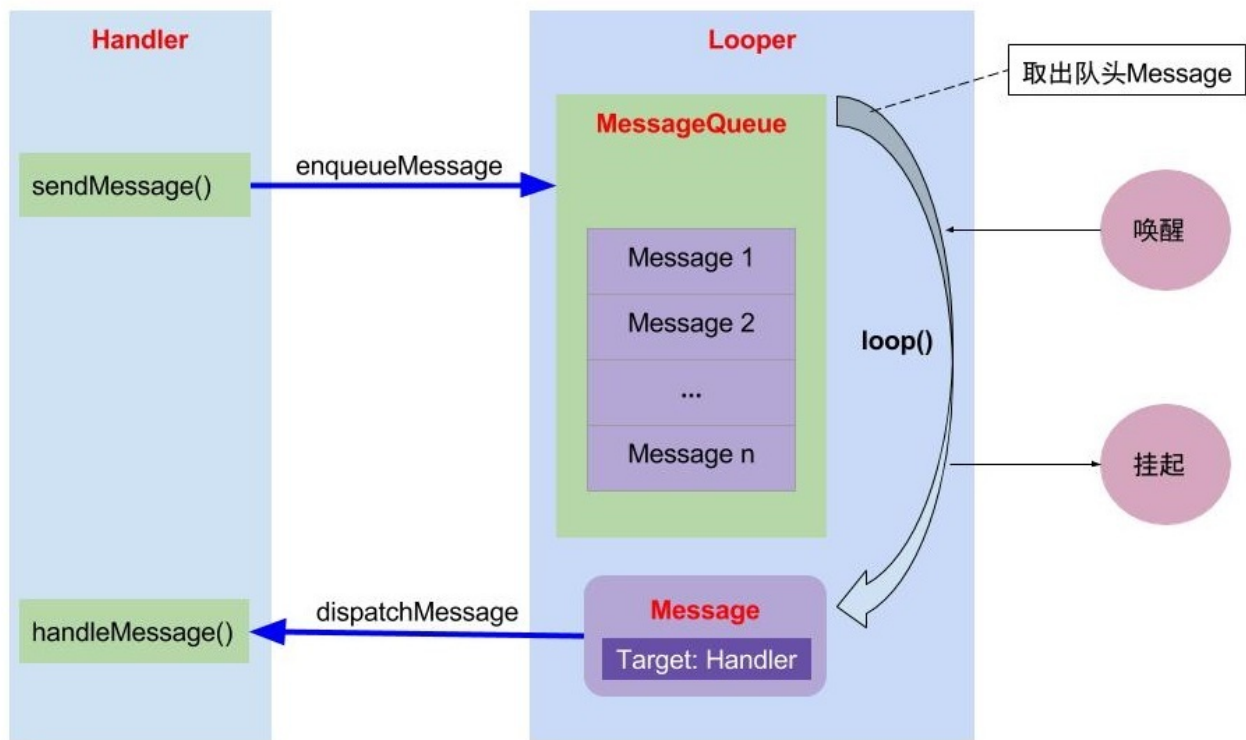 Handler
Looper
取出队头Message
MessageQueue
enqueueMessage
sendMessage()
唤醒
Message 1
Message 2
loop()
...
Message n
挂起
dispatchMessage
Message
handleMessage()
Target: Handler